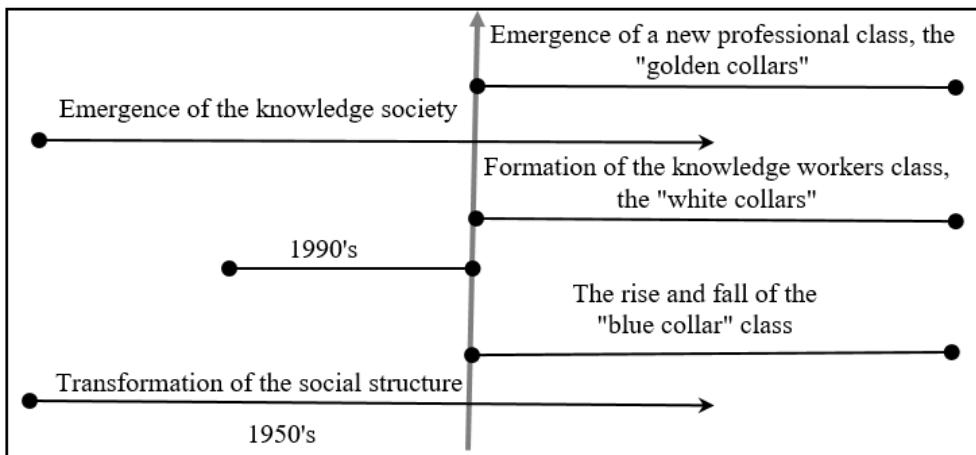 Emergence of a new professional class, the
"golden collars"
Emergence of the knowledge society
Formation of the knowledge workers class,
the "white collars"
1990's
The rise and fall of the
"blue collar" class
Transformation of the social structure
1950's